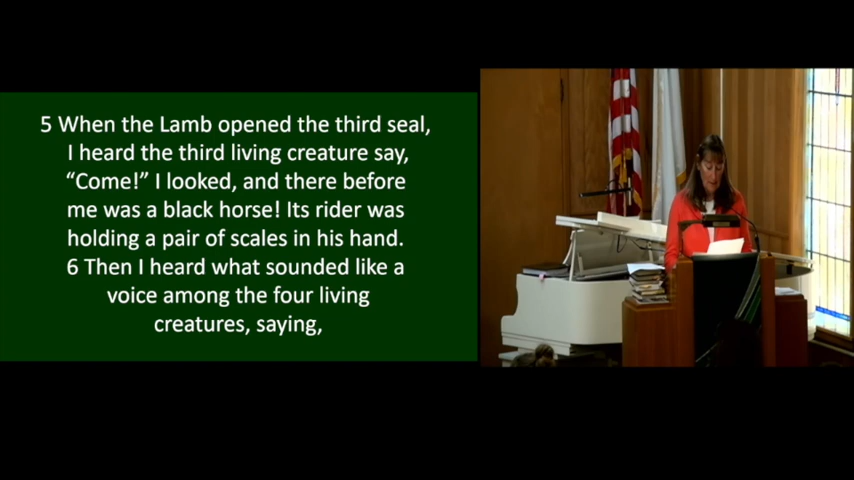 5 When the Lamb opened the third seal,
I heard the third living creature say,
“Come!” I looked, and there before
me was a black horse! Its rider was
holding a pair of scales in his hand.
6 Then I heard what sounded like a
voice among the four living
creatures, saying,